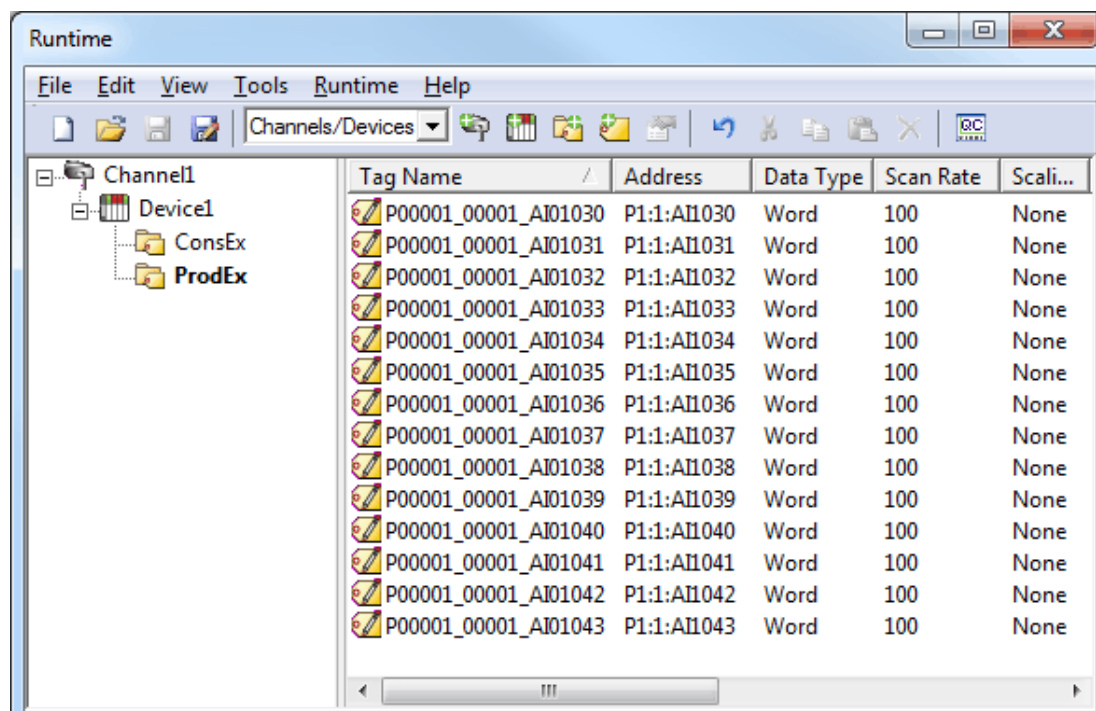 Runtime
File Edit View Tools Runtime Help
Channels/Devices QC
Channel1
Device1
ConsEx
ProdEx
Tag Name Address Data Type Scan Rate Scali...
P00001_00001_AI01030 P1:1:AI1030 Word 100 None
P00001_00001_AI01031 P1:1:AI1031 Word 100 None
P00001_00001_AI01032 P1:1:AI1032 Word 100 None
P00001_00001_AI01033 P1:1:AI1033 Word 100 None
P00001_00001_AI01034 P1:1:AI1034 Word 100 None
P00001_00001_AI01035 P1:1:AI1035 Word 100 None
P00001_00001_AI01036 P1:1:AI1036 Word 100 None
P00001_00001_AI01037 P1:1:AI1037 Word 100 None
P00001_00001_AI01038 P1:1:AI1038 Word 100 None
P00001_00001_AI01039 P1:1:AI1039 Word 100 None
P00001_00001_AI01040 P1:1:AI1040 Word 100 None
P00001_00001_AI01041 P1:1:AI1041 Word 100 None
P00001_00001_AI01042 P1:1:AI1042 Word 100 None
P00001_00001_AI01043 P1:1:AI1043 Word 100 None